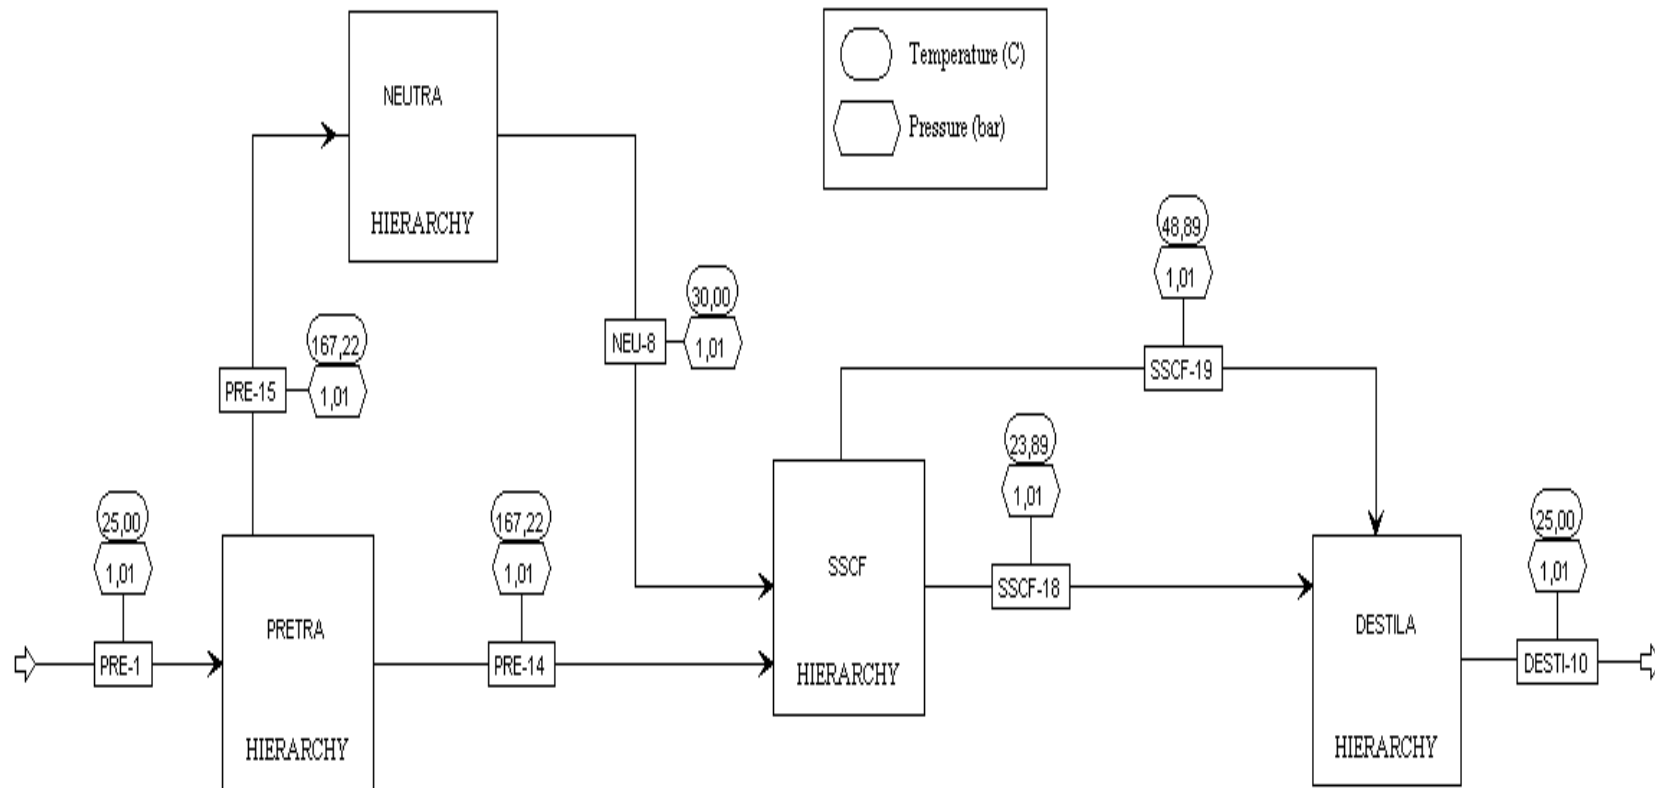 NEUTRA
HIERARCHY
Temperature (C)
Pressure (bar)
48,89
1,01
SSCF-19
30,00
1,01
NEU-8
167,22
1,01
PRE-15
23,89
1,01
SSCF-18
25,00
1,01
PRE-1
PRETRA
HIERARCHY
167,22
1,01
PRE-14
SSCF
HIERARCHY
DESTILA
HIERARCHY
25,00
1,01
DESTI-10